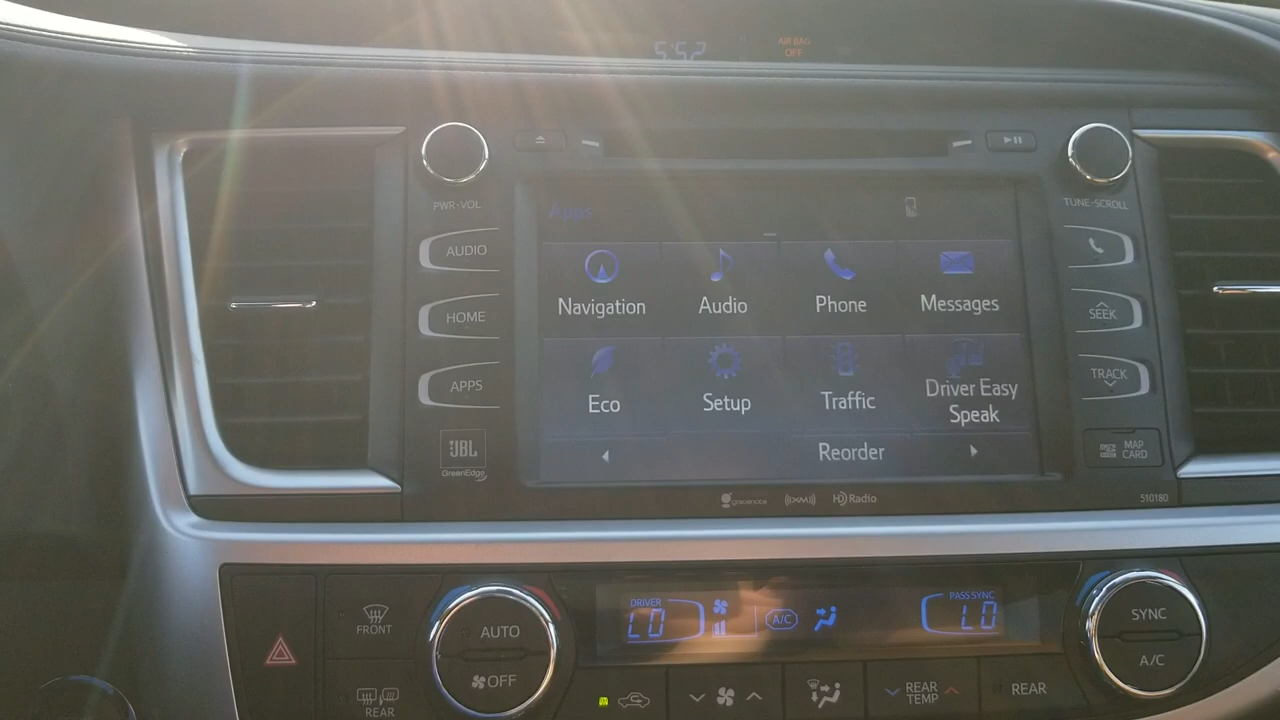 5:52
AIR BAG
OFF
PWR•VOL
TUNE•SCROLL
Apps
AUDIO
HOME
APPS
Navigation
Audio
Phone
Messages
Eco
Setup
Traffic
Driver Easy
Speak
Reorder
SEEK
TRACK
MAP
CARD
JBL
GreenEdge
gracenote
((XM))
HD Radio
510180
FRONT
REAR
AUTO
OFF
DRIVER
LO
A/C
PASS SYNC
LO
SYNC
A/C
REAR
TEMP
REAR